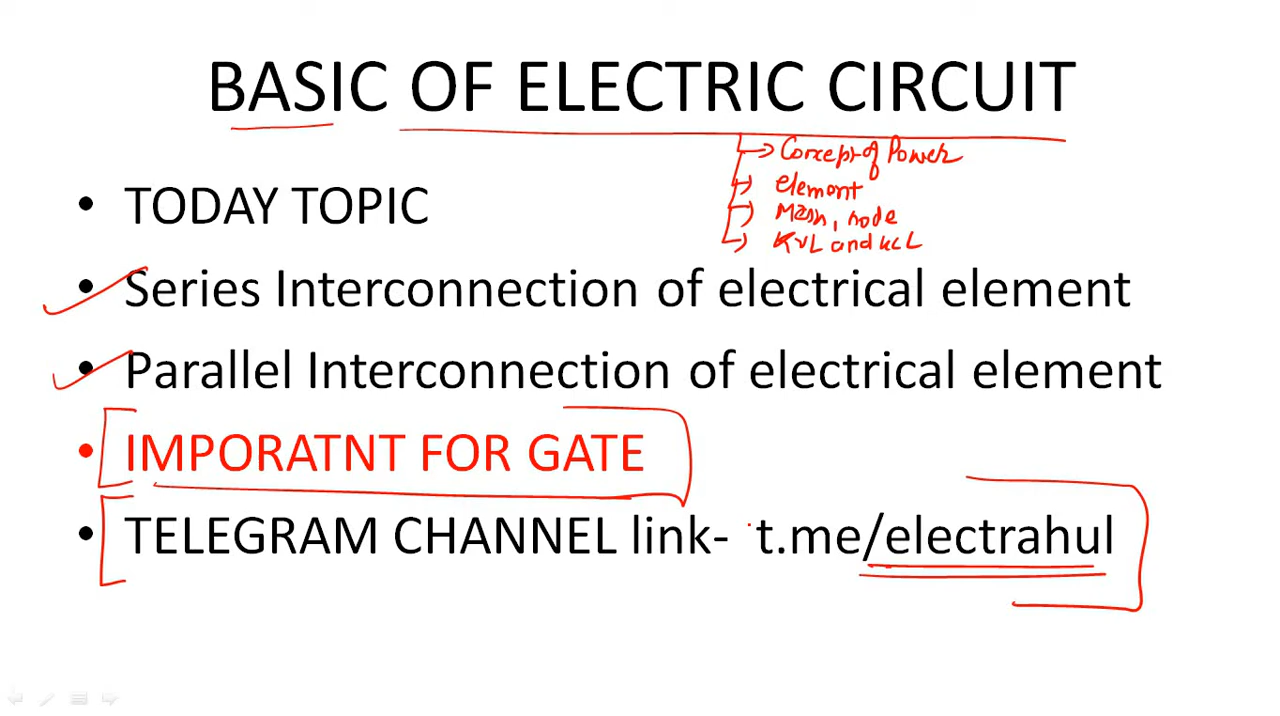 BASIC OF ELECTRIC CIRCUIT
Concept of Power
element
Mesh, node
KVL and KCL
• TODAY TOPIC
• Series Interconnection of electrical element
• Parallel Interconnection of electrical element
• IMPORATNT FOR GATE
• TELEGRAM CHANNEL link- t.me/electrahul